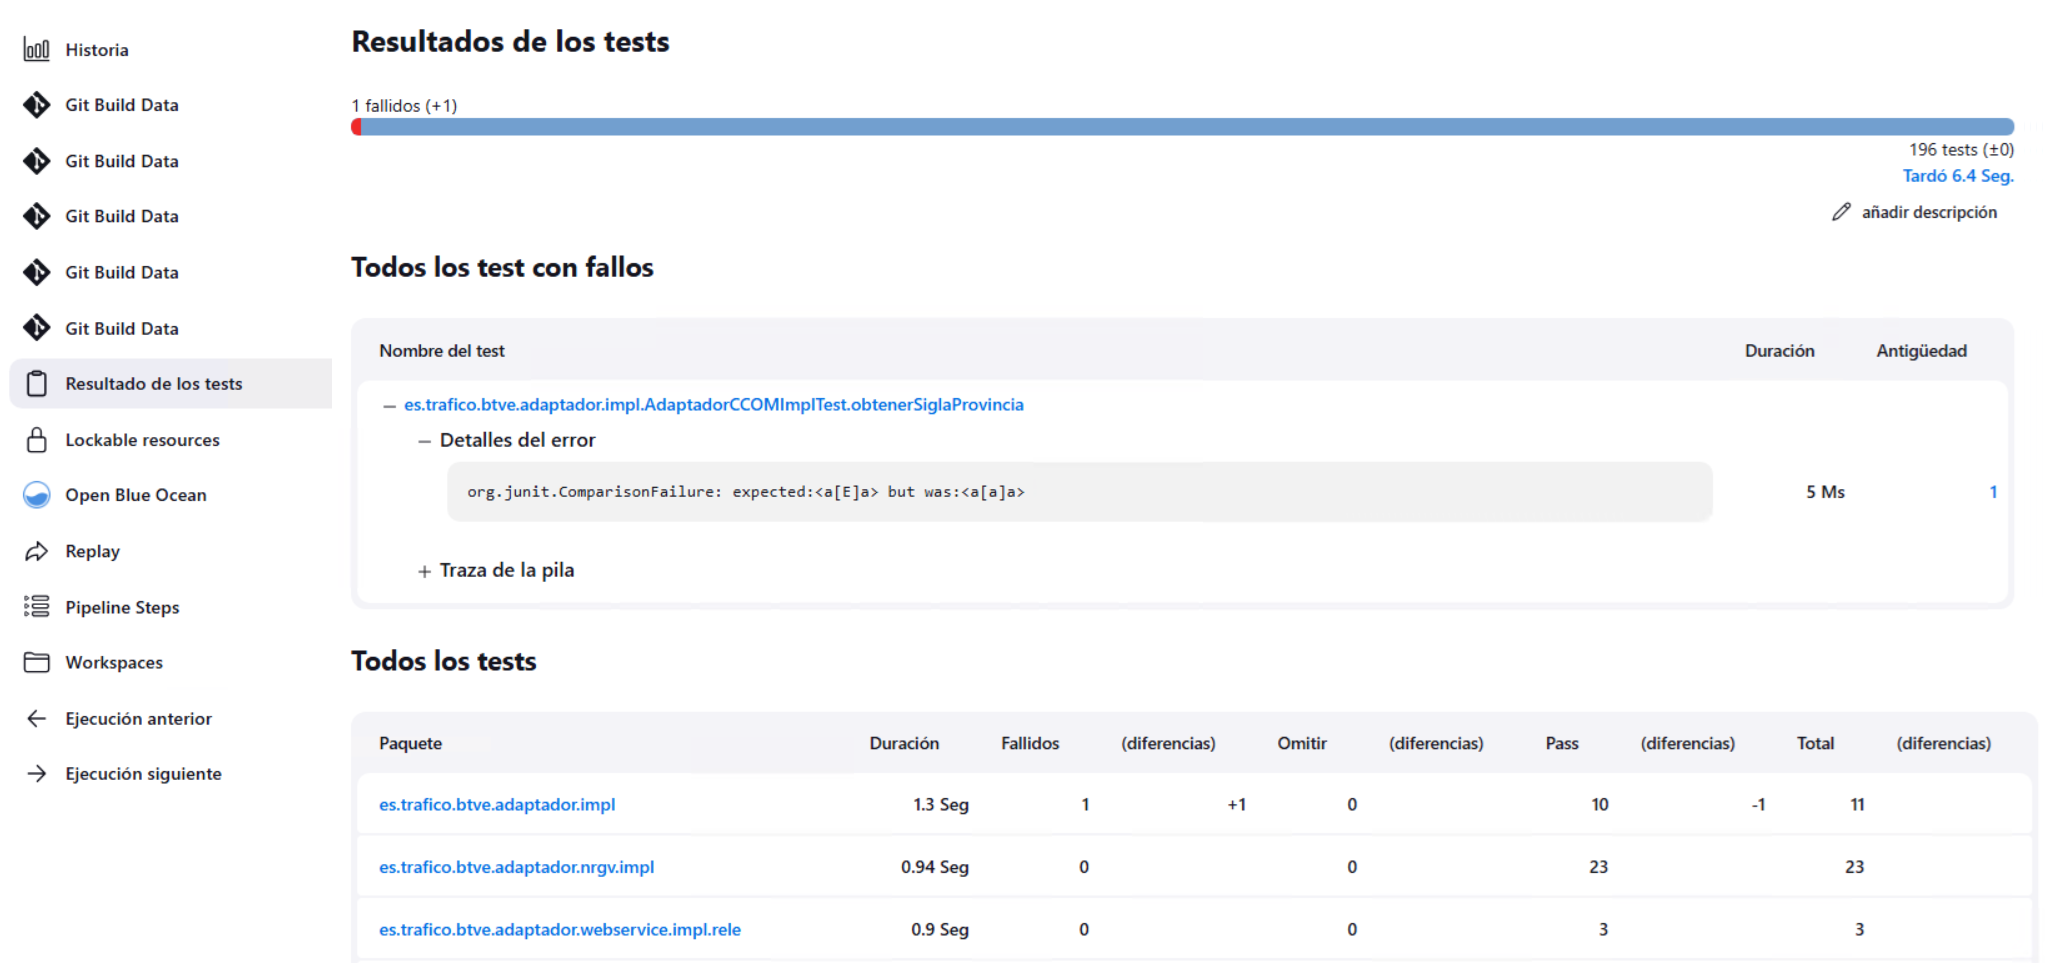 Historia
Git Build Data
Git Build Data
Git Build Data
Git Build Data
Git Build Data
Resultado de los tests
Lockable resources
Open Blue Ocean
Replay
Pipeline Steps
Workspaces
Ejecución anterior
Ejecución siguiente
Resultados de los tests
1 fallidos (+1)
196 tests (±0)
Tardó 6.4 Seg.
añadir descripción
Todos los test con fallos
Nombre del test Duración Antigüedad
es.trafico.btve.adaptador.impl.AdaptadorCCOMImplTest.obtenerSiglaProvincia
Detalles del error
org.junit.ComparisonFailure: expected:<a[E]a> but was:<a[a]a> 5 Ms 1
Traza de la pila
Todos los tests
Paquete Duración Fallidos (diferencias) Omitir (diferencias) Pass (diferencias) Total (diferencias)
es.trafico.btve.adaptador.impl 1.3 Seg 1 +1 0 10 -1 11
es.trafico.btve.adaptador.nrgv.impl 0.94 Seg 0 0 23 23
es.trafico.btve.adaptador.webservice.impl.rele 0.9 Seg 0 0 3 3